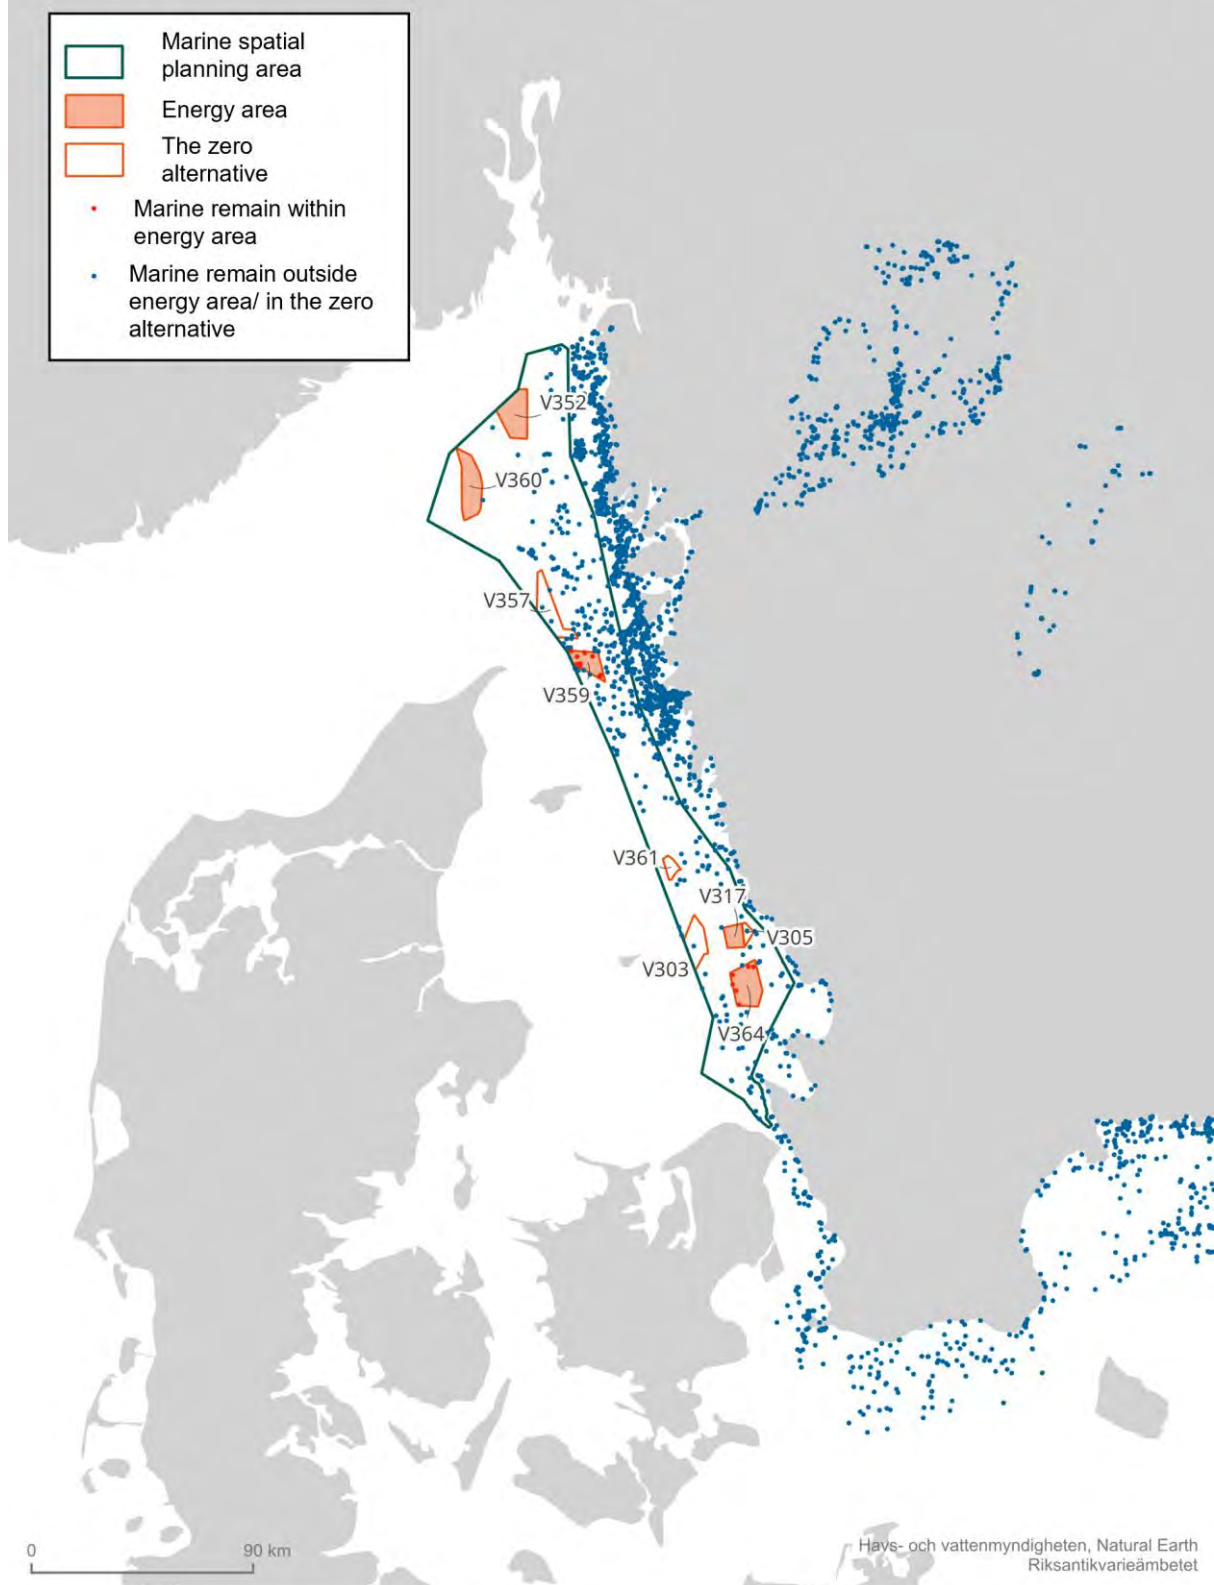 Marine spatial
planning area
Energy area
The zero
alternative
Marine remain within
energy area
Marine remain outside
energy area/ in the zero
alternative
V352
V360
V357
V359
V361
V317
V305
V303
V364
0 90 km
Havs- och vattenmyndigheten, Natural Earth
Riksantikvarieämbetet